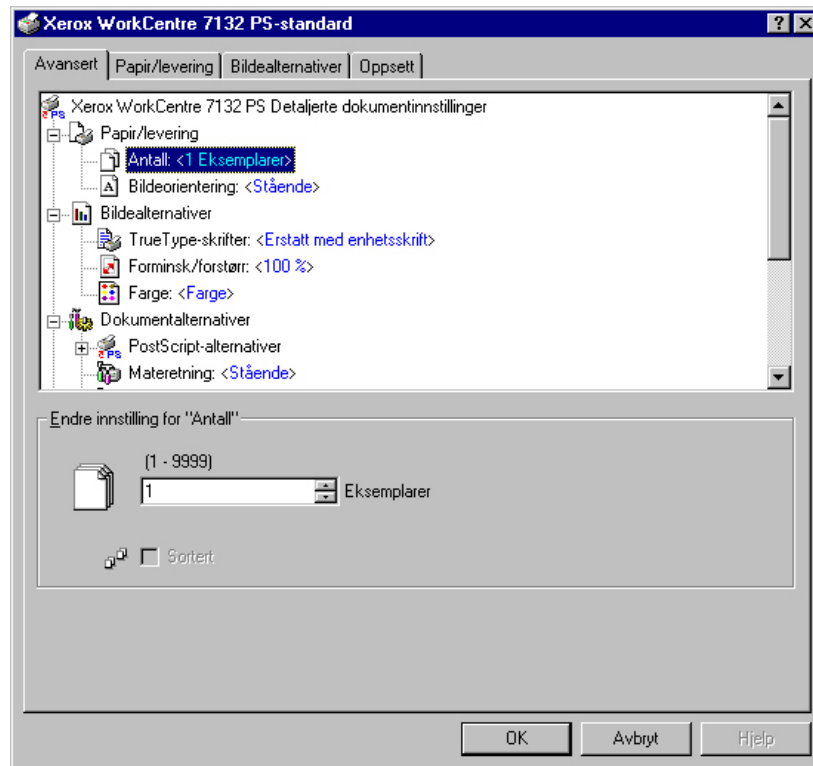 Xerox WorkCentre 7132 PS-standard
Avansert Papir/levering Bildealternativer Oppsett
Xerox WorkCentre 7132 PS Detaljerte dokumentinnstillinger
Papir/levering
Antall: <1 Eksemplarer>
Bildeorientering: <Stående>
Bildealternativer
TrueType-skrifter: <Erstatt med enhetsskrift>
Forminsk/forstørr: <100 %>
Farge: <Farge>
Dokumentalternativer
PostScript-alternativer
Materetning: <Stående>
Endre innstilling for "Antall"
(1 - 9999)
1 Eksemplarer
Sortert
OK Avbryt Hjelp